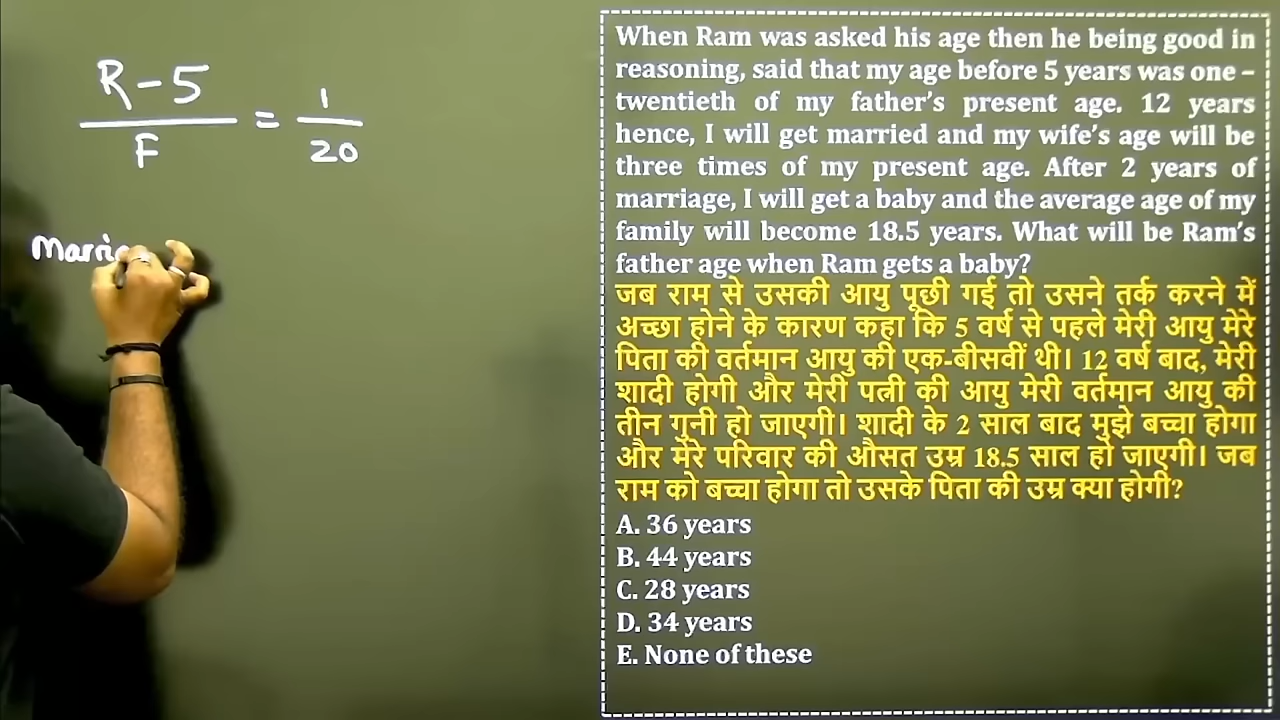 R - 5
F
=
1
20
Marri
When Ram was asked his age then he being good in
reasoning, said that my age before 5 years was one –
twentieth of my father's present age. 12 years
hence, I will get married and my wife's age will be
three times of my present age. After 2 years of
marriage, I will get a baby and the average age of my
family will become 18.5 years. What will be Ram's
father age when Ram gets a baby?
जब राम से उसकी आयु पूछी गई तो उसने तर्क करने में
अच्छा होने के कारण कहा कि 5 वर्ष से पहले मेरी आयु मेरे
पिता की वर्तमान आयु की एक-बीसवीं थी। 12 वर्ष बाद, मेरी
शादी होगी और मेरी पत्नी की आयु मेरी वर्तमान आयु की
तीन गुनी हो जाएगी। शादी के 2 साल बाद मुझे बच्चा होगा
और मेरे परिवार की औसत उम्र 18.5 साल हो जाएगी। जब
राम को बच्चा होगा तो उसके पिता की उम्र क्या होगी?
A. 36 years
B. 44 years
C. 28 years
D. 34 years
E. None of these